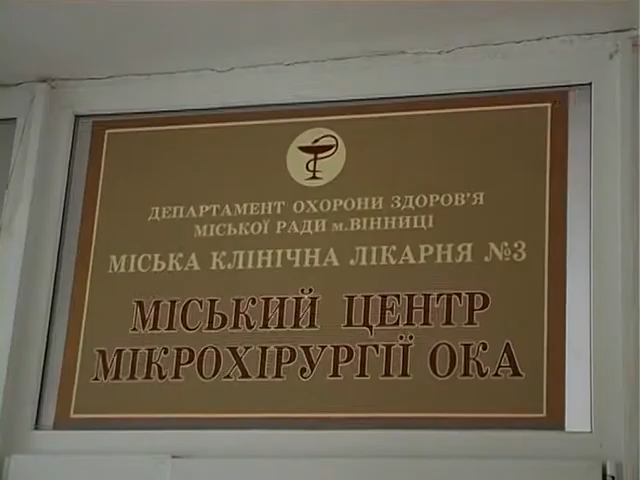 ДЕПАРТАМЕНТ ОХОРОНИ ЗДОРОВ'Я
МІСЬКОЇ РАДИ м.ВІННИЦІ
МІСЬКА КЛІНІЧНА ЛІКАРНЯ №3
МІСЬКИЙ ЦЕНТР
МІКРОХІРУРГІЇ ОКА